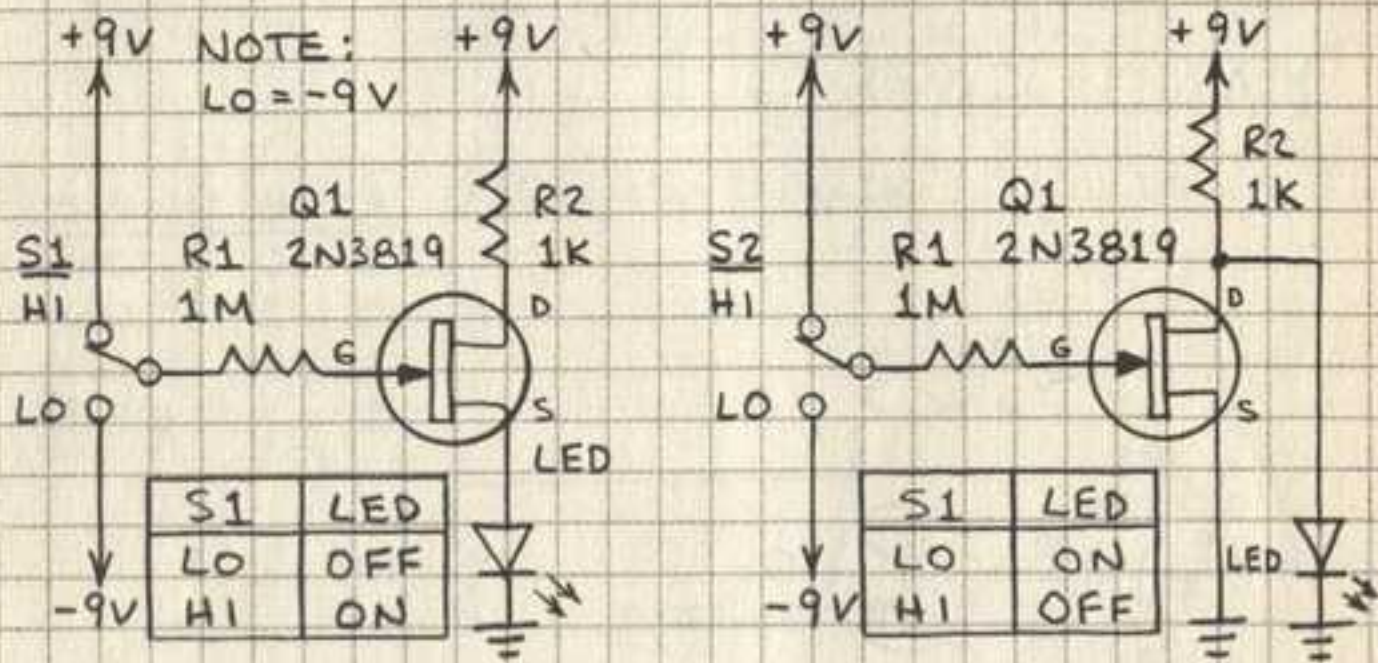 +9V NOTE: +9V
LO = -9V
Q1
R2
S1 R1 2N3819 1K
HI 1M D
G
LO S
LED
S1 LED
LO OFF
HI ON
-9V
+9V +9V
R2
Q1 1K
S2 R1 2N3819
HI 1M D
G
LO S
S1 LED
LO ON
HI OFF
LED
-9V